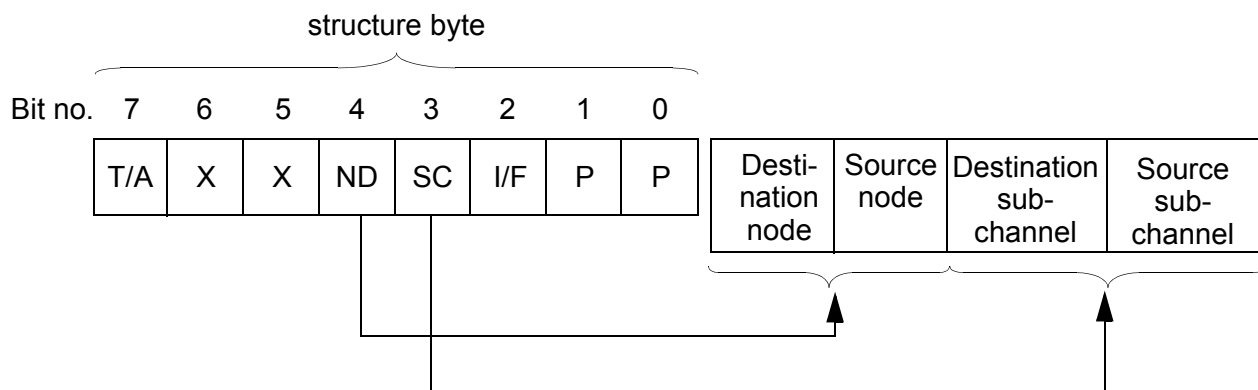 structure byte
Bit no. 7 6 5 4 3 2 1 0
T/A X X ND SC I/F P P
Desti-
nation
node
Source
node
Destination
sub-
channel
Source
sub-
channel